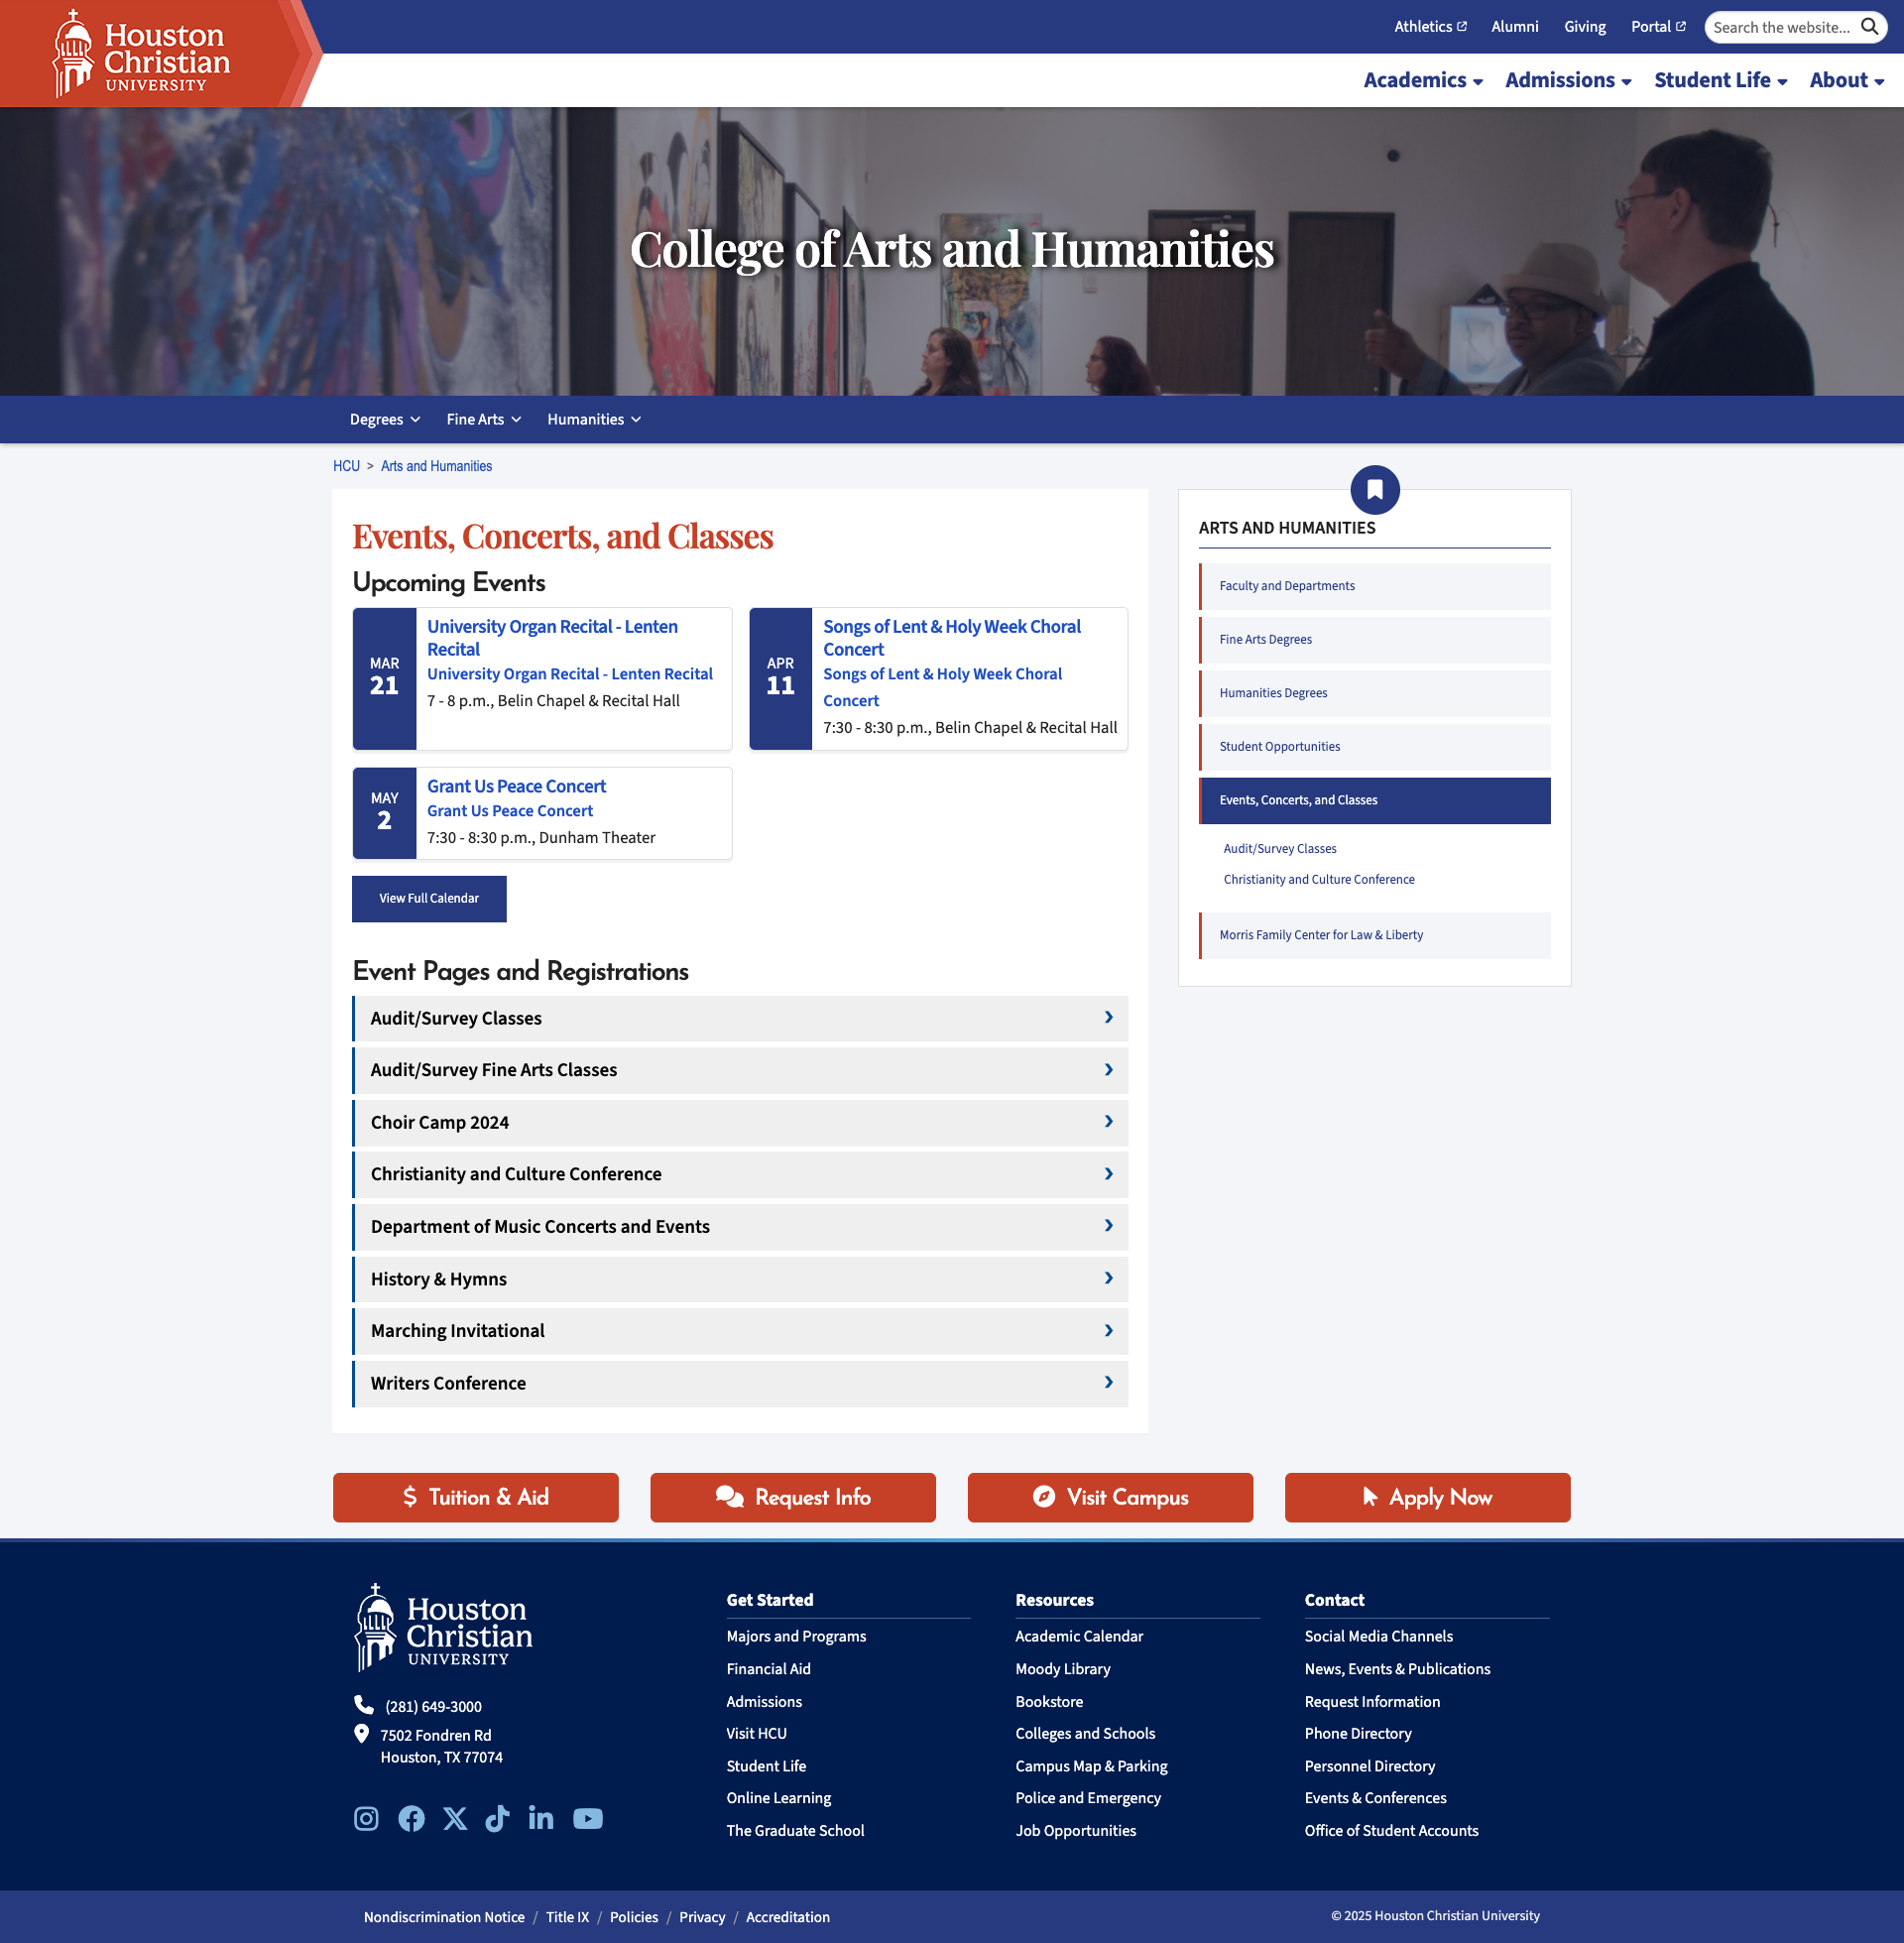 Houston
Christian
UNIVERSITY
Athletics
Alumni
Giving
Portal
Search the website...
Academics
Admissions
Student Life
About
College of Arts and Humanities
Degrees
Fine Arts
Humanities
HCU > Arts and Humanities
Events, Concerts, and Classes
Upcoming Events
MAR
21
University Organ Recital - Lenten
Recital
University Organ Recital - Lenten Recital
7 - 8 p.m., Belin Chapel & Recital Hall
APR
11
Songs of Lent & Holy Week Choral
Concert
Songs of Lent & Holy Week Choral
Concert
7:30 - 8:30 p.m., Belin Chapel & Recital Hall
MAY
2
Grant Us Peace Concert
Grant Us Peace Concert
7:30 - 8:30 p.m., Dunham Theater
View Full Calendar
Event Pages and Registrations
Audit/Survey Classes
Audit/Survey Fine Arts Classes
Choir Camp 2024
Christianity and Culture Conference
Department of Music Concerts and Events
History & Hymns
Marching Invitational
Writers Conference
ARTS AND HUMANITIES
Faculty and Departments
Fine Arts Degrees
Humanities Degrees
Student Opportunities
Events, Concerts, and Classes
Audit/Survey Classes
Christianity and Culture Conference
Morris Family Center for Law & Liberty
Tuition & Aid
Request Info
Visit Campus
Apply Now
Houston
Christian
UNIVERSITY
(281) 649-3000
7502 Fondren Rd
Houston, TX 77074
Get Started
Majors and Programs
Financial Aid
Admissions
Visit HCU
Student Life
Online Learning
The Graduate School
Resources
Academic Calendar
Moody Library
Bookstore
Colleges and Schools
Campus Map & Parking
Police and Emergency
Job Opportunities
Contact
Social Media Channels
News, Events & Publications
Request Information
Phone Directory
Personnel Directory
Events & Conferences
Office of Student Accounts
Nondiscrimination Notice / Title IX / Policies / Privacy / Accreditation
© 2025 Houston Christian University